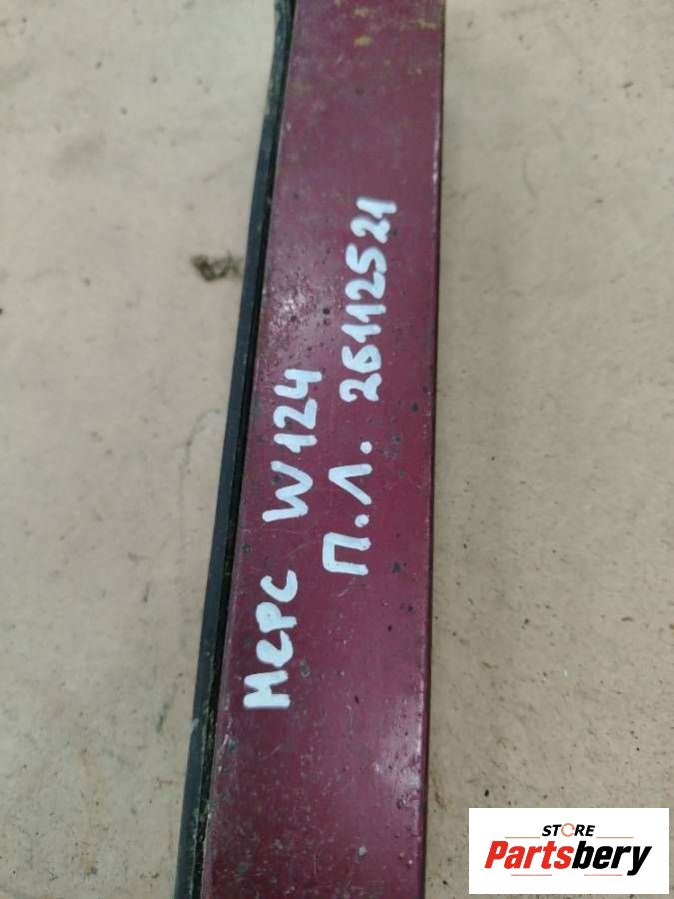 Мерс W124
П.Л. 26112521
STORE
Partsbery